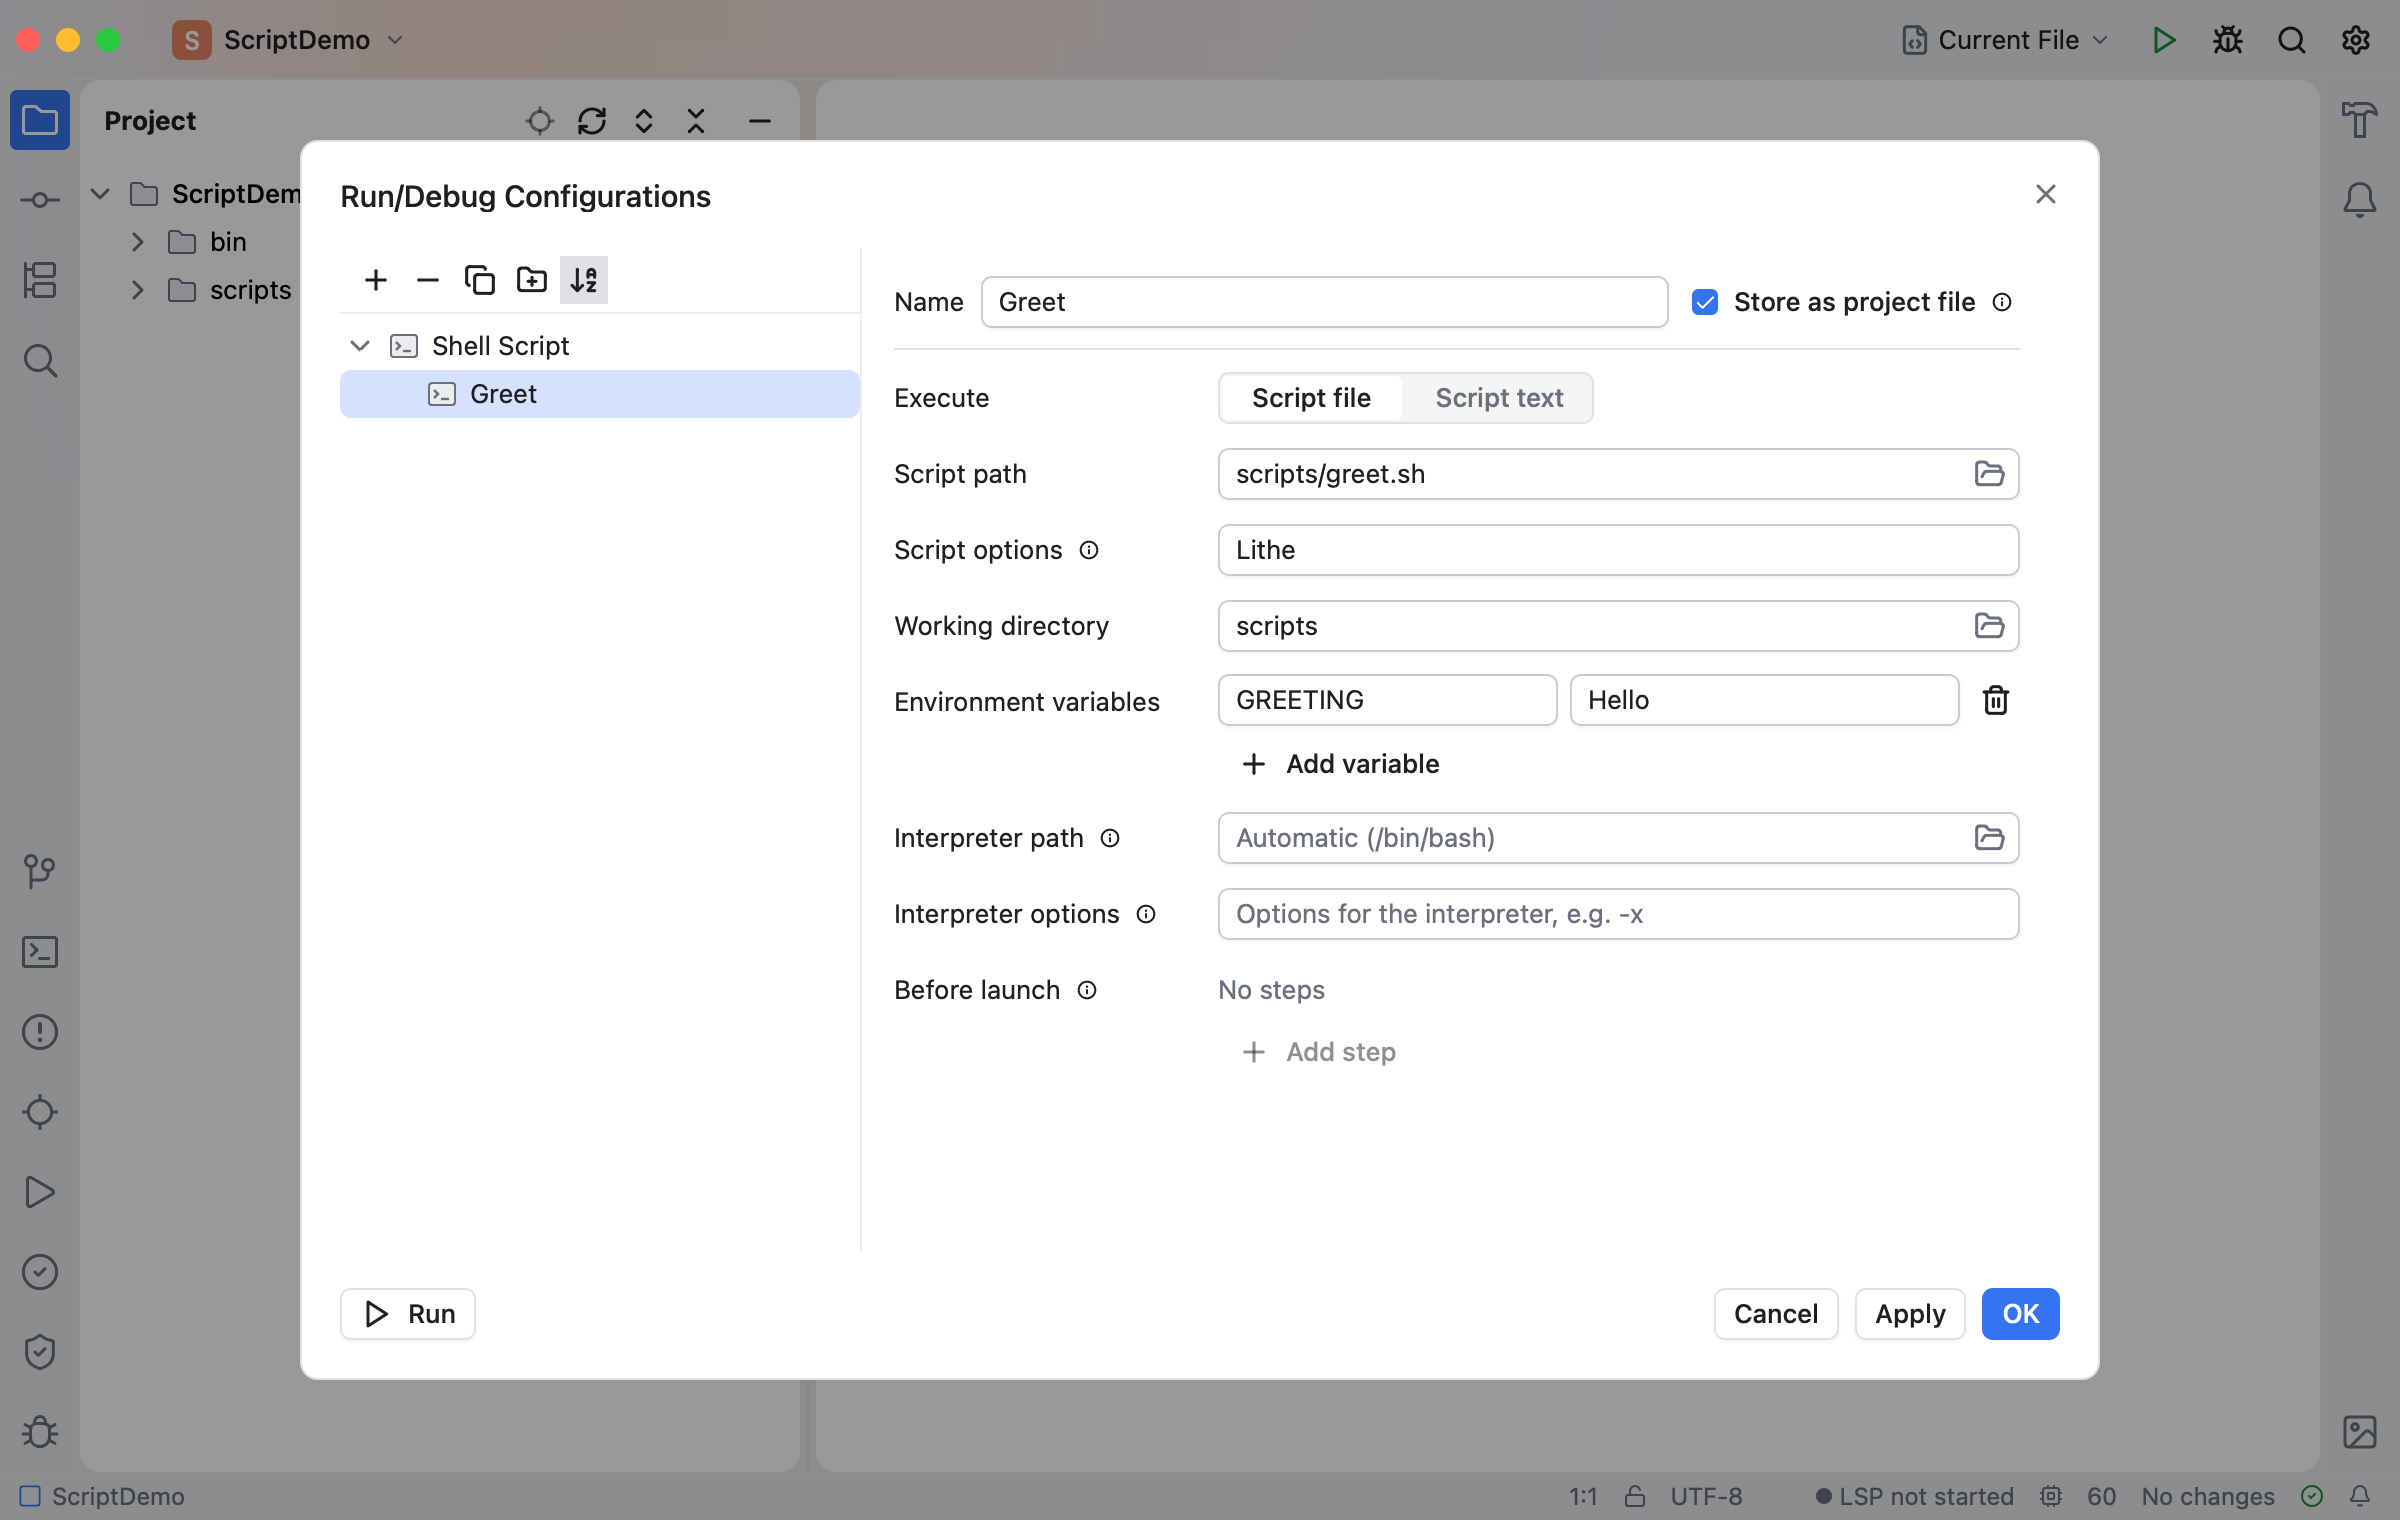 S ScriptDemo
Current File
Project
ScriptDem
bin
scripts
Run/Debug Configurations
Shell Script
Greet
Name
Greet
Store as project file
Execute
Script file
Script text
Script path
scripts/greet.sh
Script options
Lithe
Working directory
scripts
Environment variables
GREETING
Hello
Add variable
Interpreter path
Automatic (/bin/bash)
Interpreter options
Options for the interpreter, e.g. -x
Before launch
No steps
Add step
Run
Cancel
Apply
OK
ScriptDemo
1:1
UTF-8
LSP not started
60
No changes